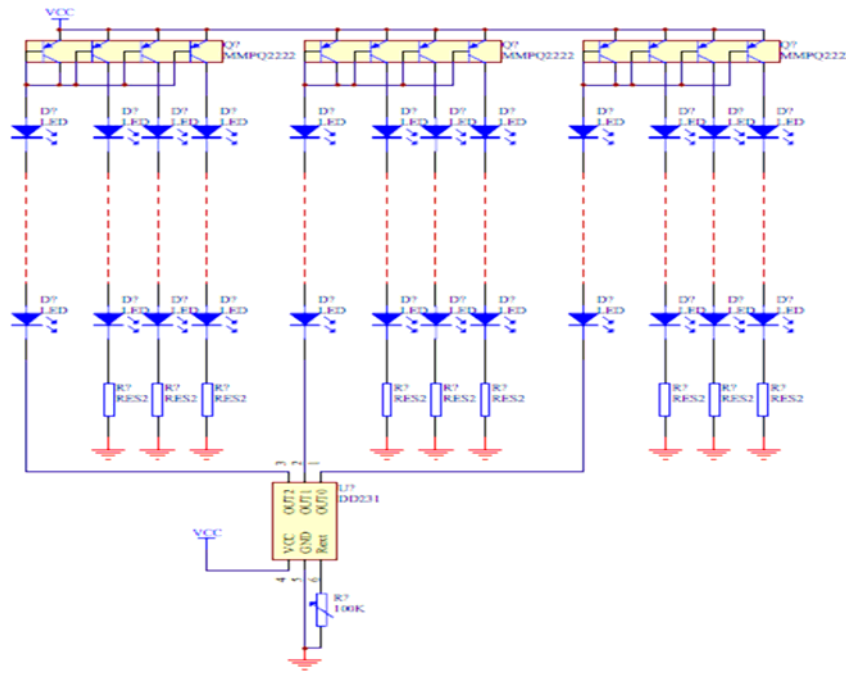 VCC
Q? Q? Q?
MMPQ2222 MMPQ2222 MMPQ222
D? D? D? D? D? D? D? D? D? D? D? D?
LED LED LED LED LED LED LED LED LED LED LED LED
D? D? D? D? D? D? D? D? D? D? D? D?
LED LED LED LED LED LED LED LED LED LED LED LED
R? R? R? R? R? R? R? R? R?
RES2 RES2 RES2 RES2 RES2 RES2 RES2 RES2 RES2
3 2 1
U?
DD231
OUT2 OUT1 OUT0
VCC GND Rext
VCC
4 5 6
R?
100K